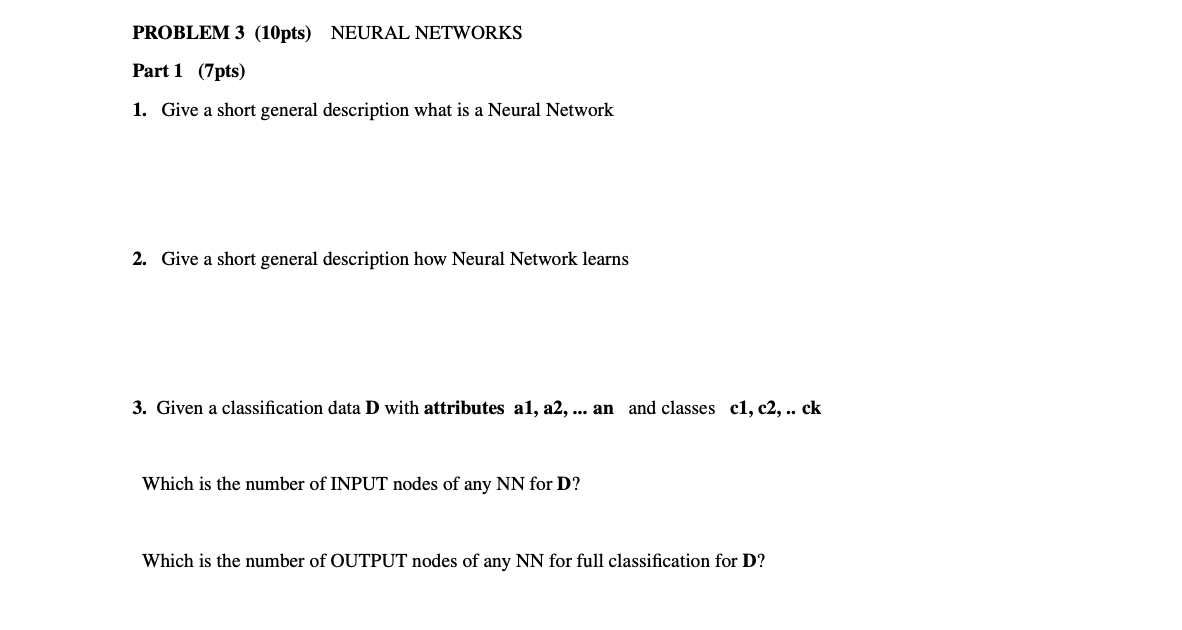 PROBLEM 3 (10pts) NEURAL NETWORKS
Part 1 (7pts)
1. Give a short general description what is a Neural Network
2. Give a short general description how Neural Network learns
3. Given a classification data D with attributes a1, a2, ... an and classes c1, c2, .. ck
Which is the number of INPUT nodes of any NN for D?
Which is the number of OUTPUT nodes of any NN for full classification for D?